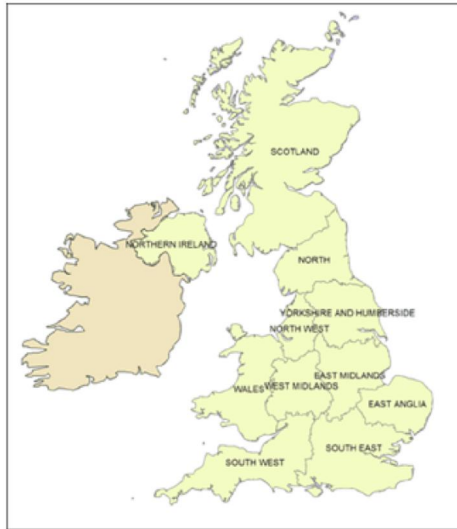 SCOTLAND
NORTHERN IRELAND
NORTH
YORKSHIRE AND HUMBERSIDE
NORTH WEST
EAST MIDLANDS
WALES
WEST MIDLANDS
EAST ANGLIA
SOUTH EAST
SOUTH WEST